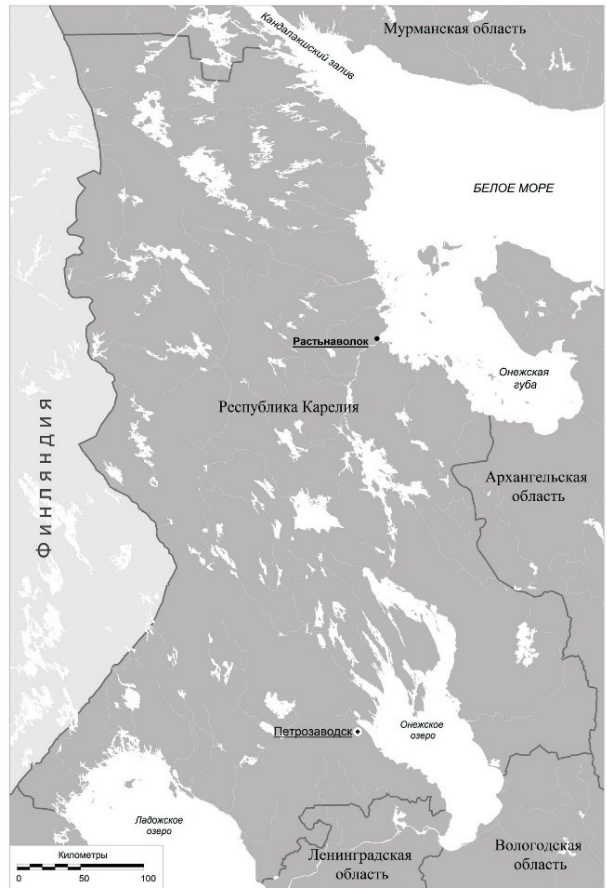 Мурманская область
Кандалакшский залив
БЕЛОЕ МОРЕ
Растьнаволок
Онежская
губа
Республика Карелия
ФИНЛЯНДИЯ
Архангельская
область
Петрозаводск
Онежское
озеро
Ладожское
озеро
Ленинградская
область
Вологодская
область
Километры
0 50 100